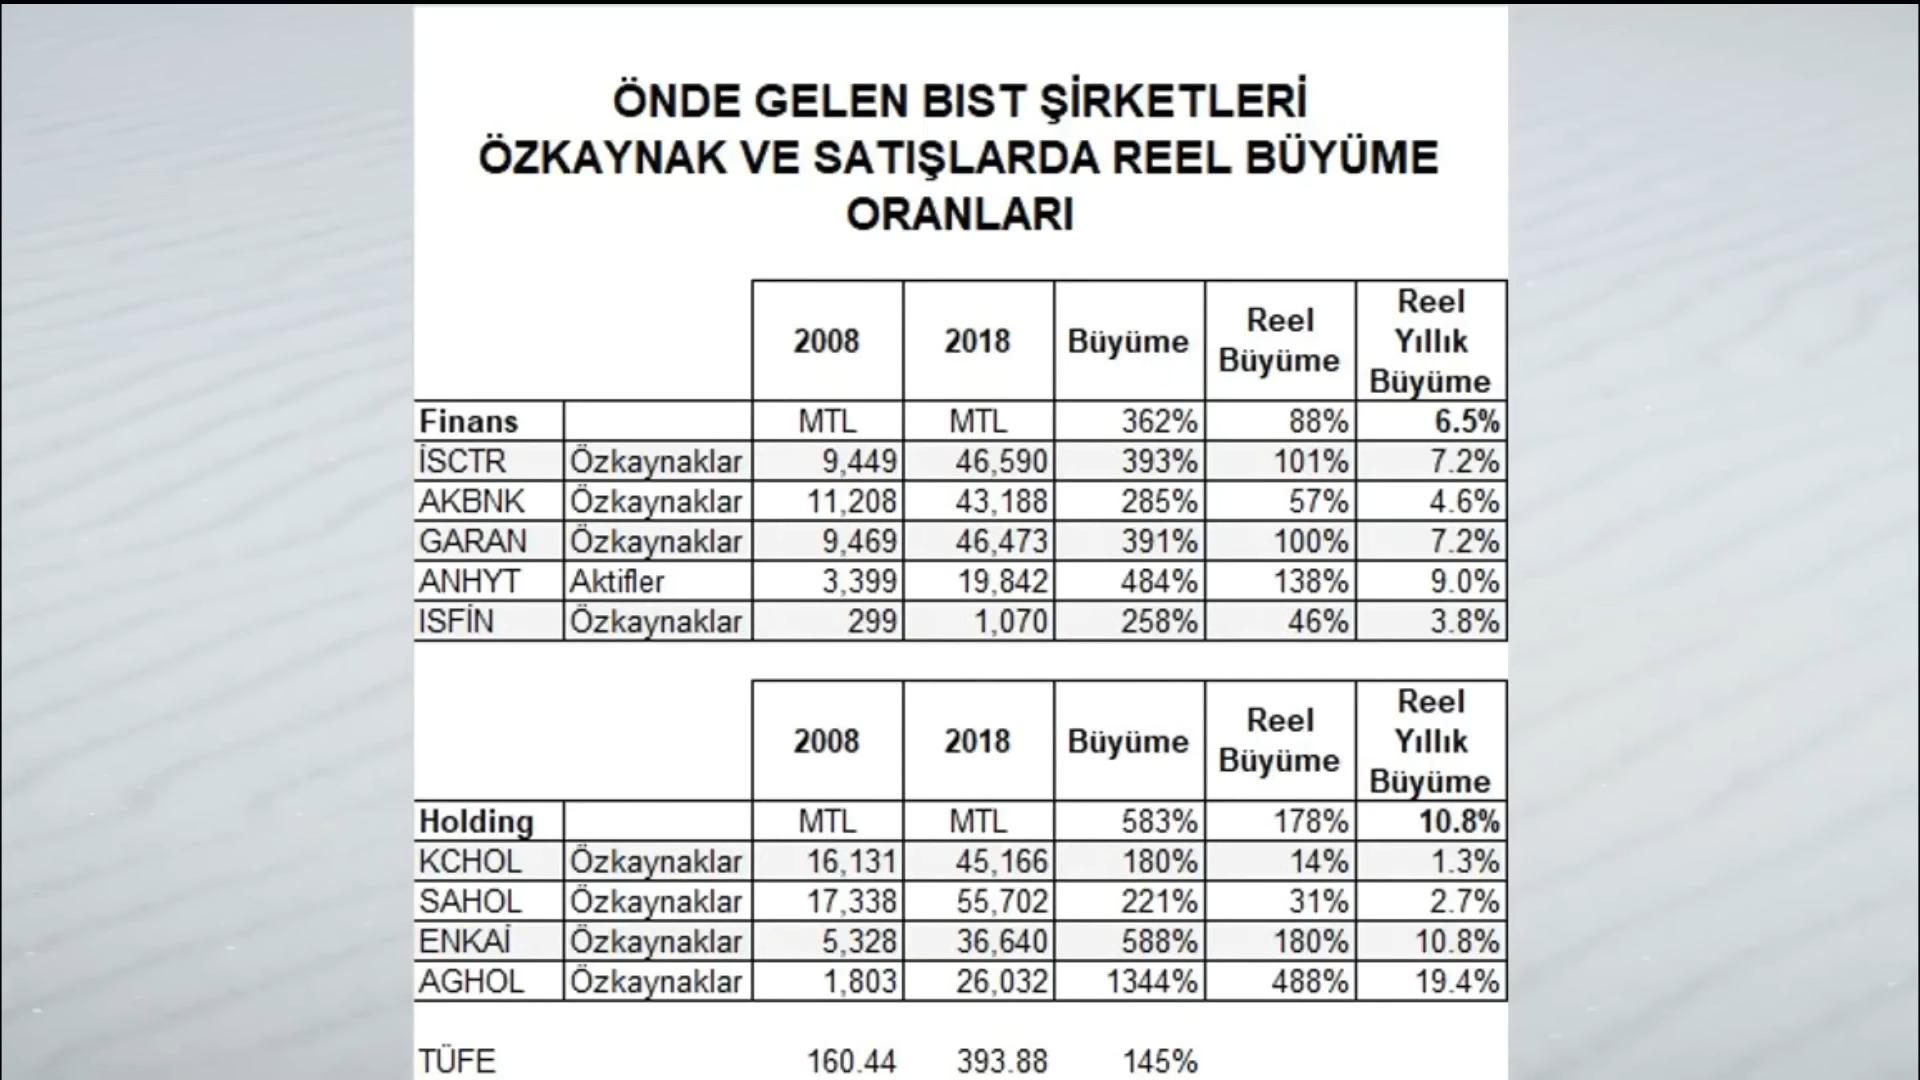 ÖNDE GELEN BIST ŞİRKETLERİ
ÖZKAYNAK VE SATIŞLARDA REEL BÜYÜME
ORANLARI
2008 2018 Büyüme Reel Büyüme Reel Yıllık Büyüme
Finans MTL MTL 362% 88% 6.5%
İSCTR Özkaynaklar 9,449 46,590 393% 101% 7.2%
AKBNK Özkaynaklar 11,208 43,188 285% 57% 4.6%
GARAN Özkaynaklar 9,469 46,473 391% 100% 7.2%
ANHYT Aktifler 3,399 19,842 484% 138% 9.0%
ISFİN Özkaynaklar 299 1,070 258% 46% 3.8%
2008 2018 Büyüme Reel Büyüme Reel Yıllık Büyüme
Holding MTL MTL 583% 178% 10.8%
KCHOL Özkaynaklar 16,131 45,166 180% 14% 1.3%
SAHOL Özkaynaklar 17,338 55,702 221% 31% 2.7%
ENKAİ Özkaynaklar 5,328 36,640 588% 180% 10.8%
AGHOL Özkaynaklar 1,803 26,032 1344% 488% 19.4%
TÜFE 160.44 393.88 145%